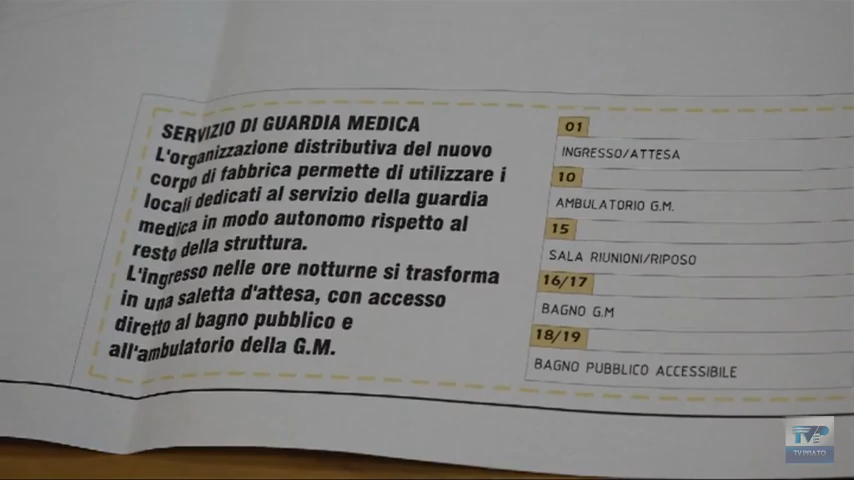 SERVIZIO DI GUARDIA MEDICA
L'organizzazione distributiva del nuovo
corpo di fabbrica permette di utilizzare i
locali dedicati al servizio della guardia
medica in modo autonomo rispetto al
resto della struttura.
L'ingresso nelle ore notturne si trasforma
in una saletta d'attesa, con accesso
diretto al bagno pubblico e
all'ambulatorio della G.M.
01
INGRESSO/ATTESA
10
AMBULATORIO G.M.
15
SALA RIUNIONI/RIPOSO
16/17
BAGNO G.M
18/19
BAGNO PUBBLICO ACCESSIBILE
TVP
TV PRATO